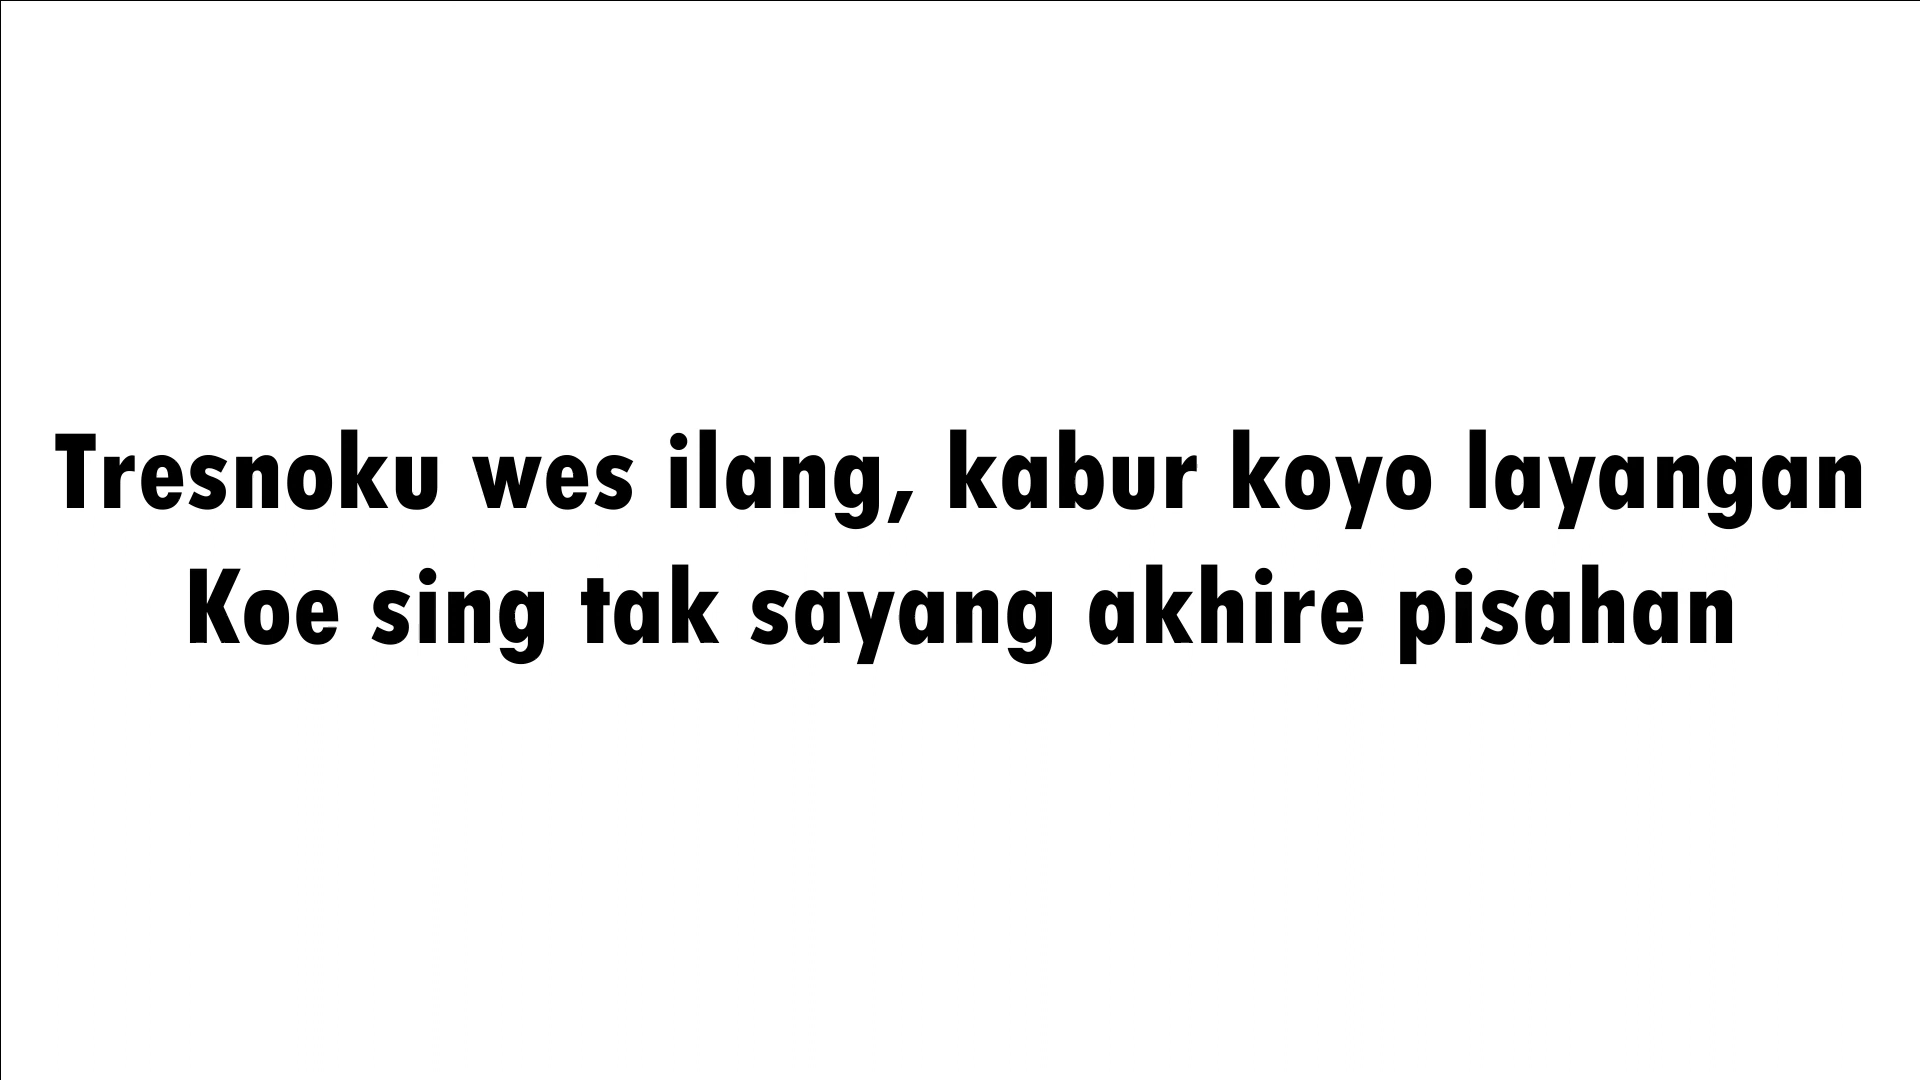 Tresnoku wes ilang, kabur koyo layangan
Koe sing tak sayang akhire pisahan